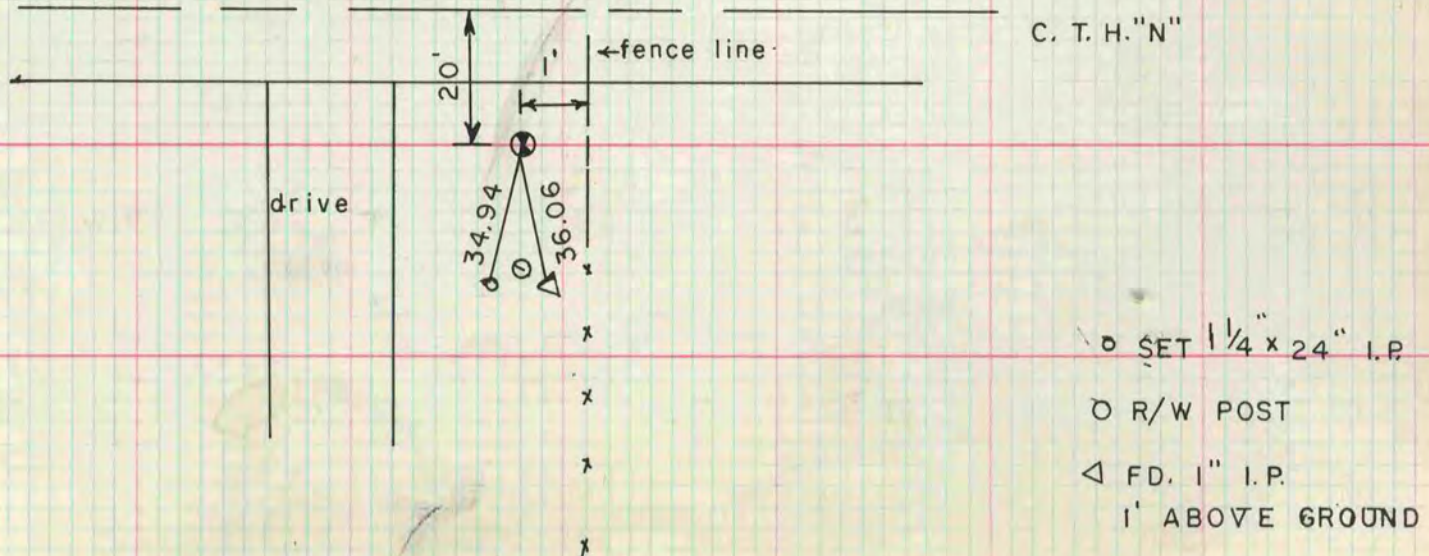 C. T. H. "N"
←fence line
20'
1'
drive
34.94
36.06
SET 1 1/4" x 24" I.P.
R/W POST
FD. 1" I.P.
1' ABOVE GROUND